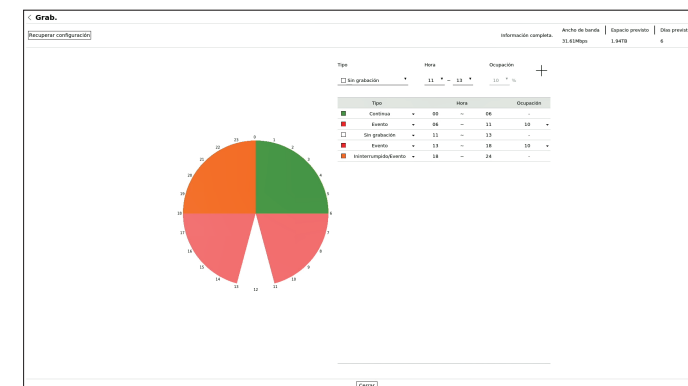 < Grab.
Recuperar configuración
Información completa.
Ancho de banda
Espacio previsto
Días previst
31.61Mbps
1.94TB
6
Tipo
Hora
Ocupación
Sin grabación
11 ~ 13
10 %
Tipo Hora Ocupación
Continua 00 ~ 06 -
Evento 06 ~ 11 10
Sin grabación 11 ~ 13 -
Evento 13 ~ 18 10
Ininterrumpido/Evento 18 ~ 24 -
0
1
2
3
4
5
6
7
8
9
10
11
12
13
14
15
16
17
18
19
20
21
22
23
Cerrar